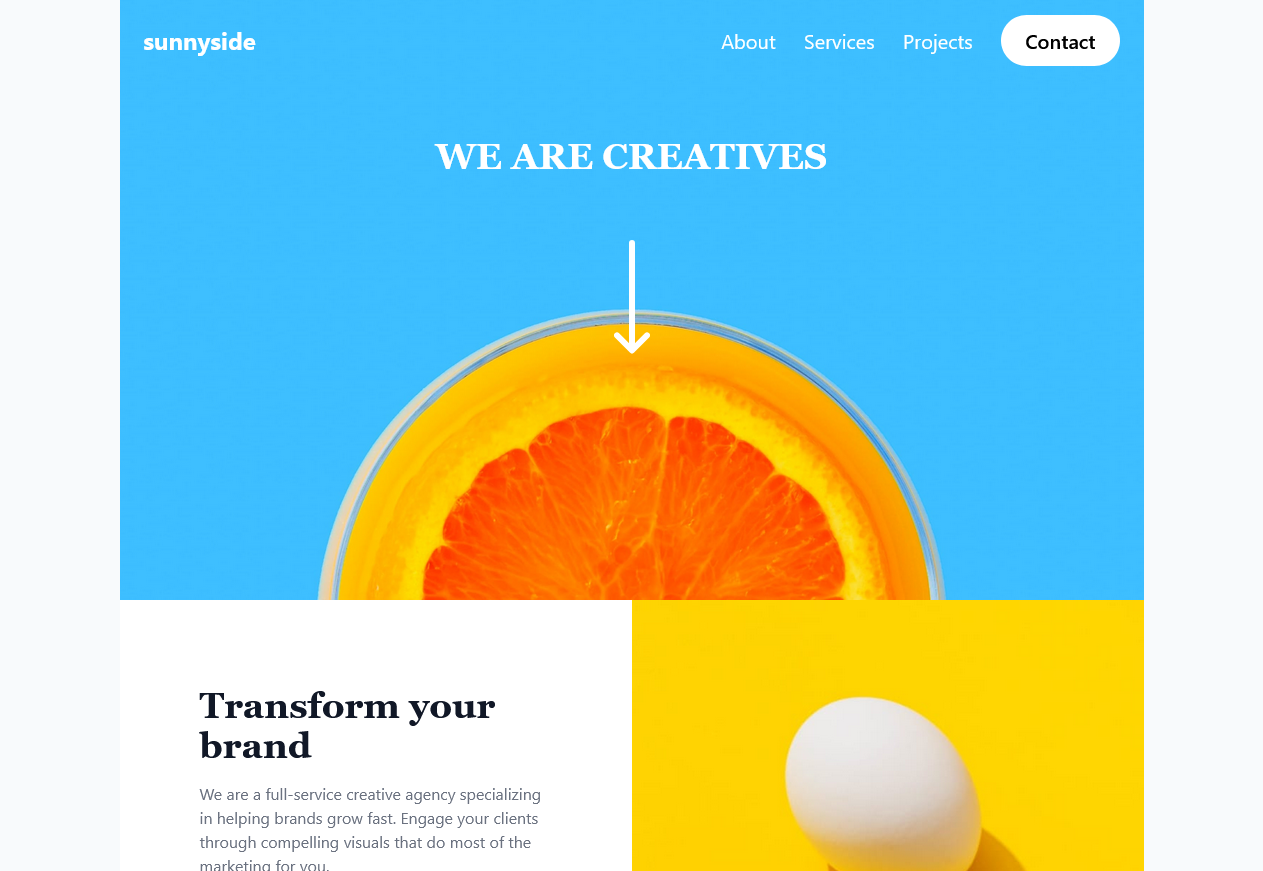 sunnyside
About Services Projects Contact
WE ARE CREATIVES
Transform your
brand
We are a full-service creative agency specializing
in helping brands grow fast. Engage your clients
through compelling visuals that do most of the
marketing for you.